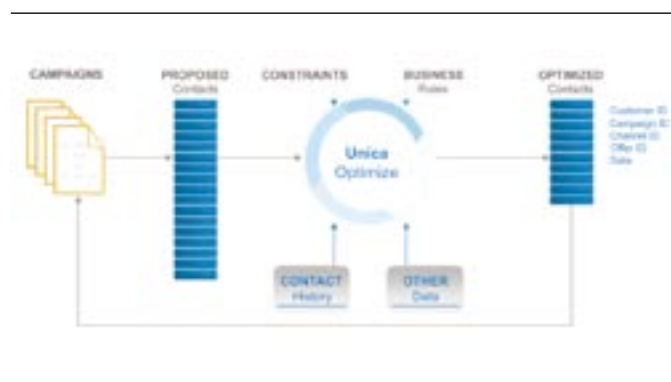 CAMPAIGNS
PROPOSED
Contacts
CONSTRAINTS
BUSINESS
Rules
OPTIMIZED
Contacts
Customer ID
Campaign ID
Channel ID
Offer ID
Date
Unica
Optimize
CONTACT
History
OTHER
Data